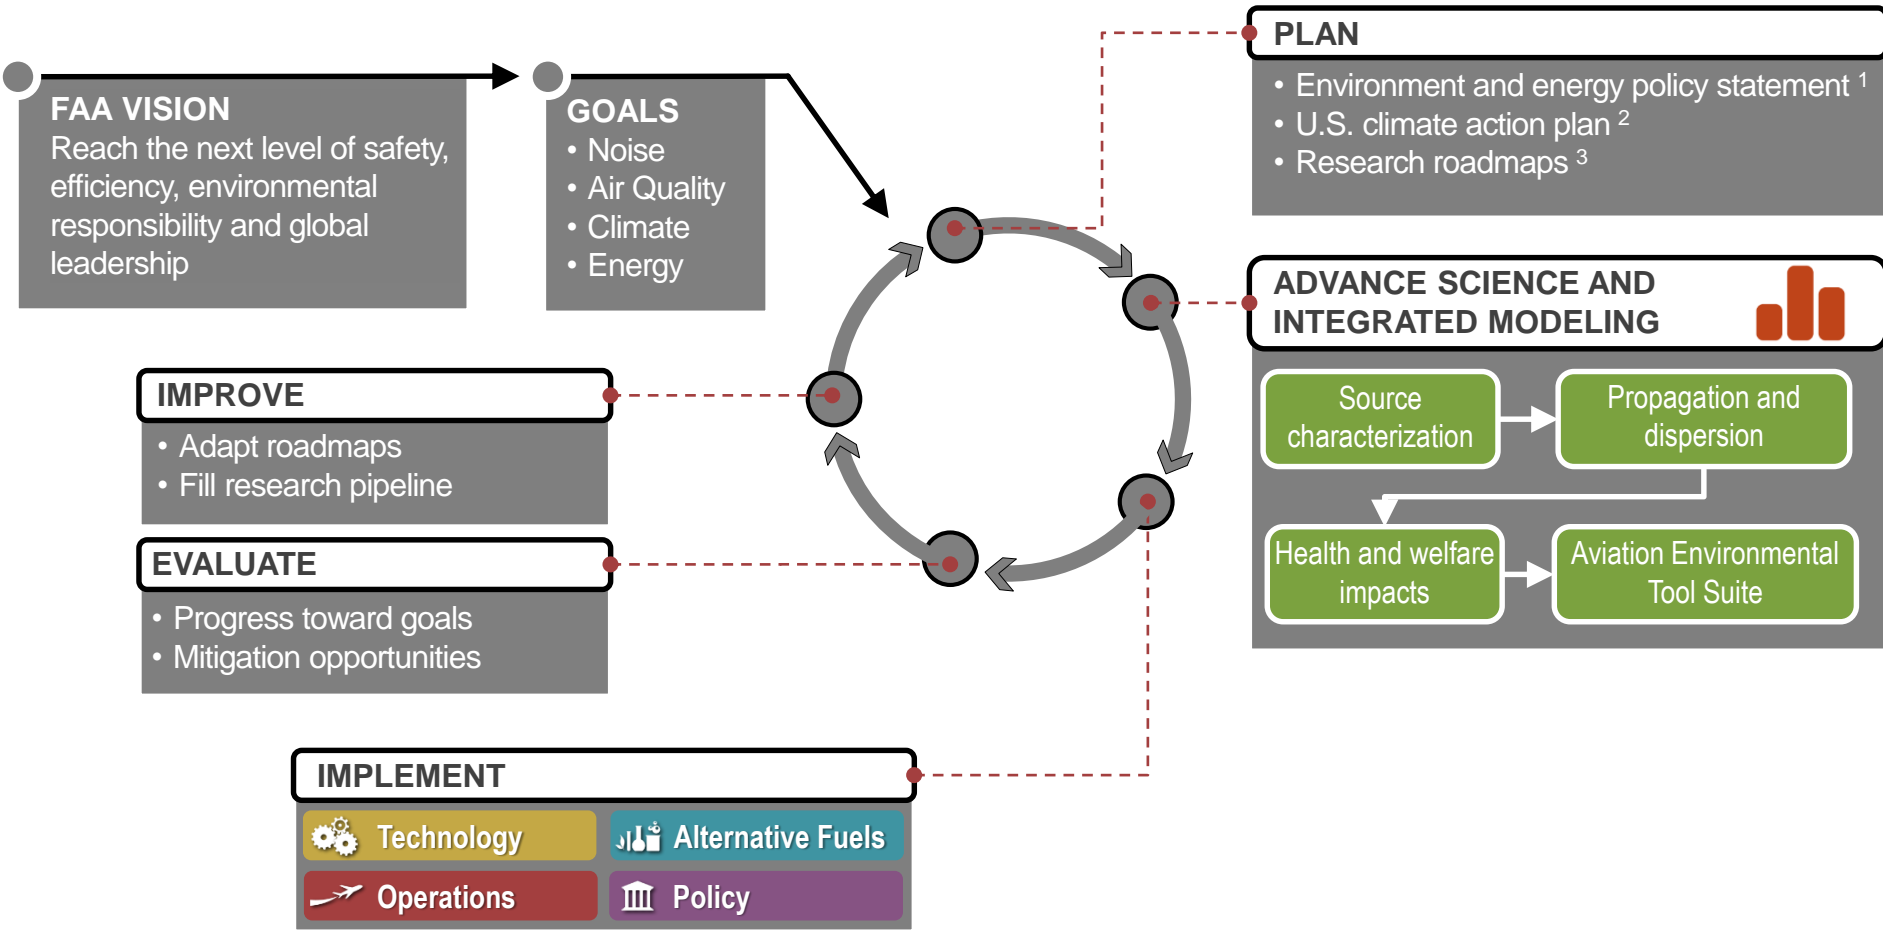 FAA VISION
Reach the next level of safety,
efficiency, environmental
responsibility and global
leadership
GOALS
• Noise
• Air Quality
• Climate
• Energy
PLAN
• Environment and energy policy statement 1
• U.S. climate action plan 2
• Research roadmaps 3
ADVANCE SCIENCE AND
INTEGRATED MODELING
Source
characterization
Propagation and
dispersion
Health and welfare
impacts
Aviation Environmental
Tool Suite
IMPROVE
• Adapt roadmaps
• Fill research pipeline
EVALUATE
• Progress toward goals
• Mitigation opportunities
IMPLEMENT
Technology
Alternative Fuels
Operations
Policy